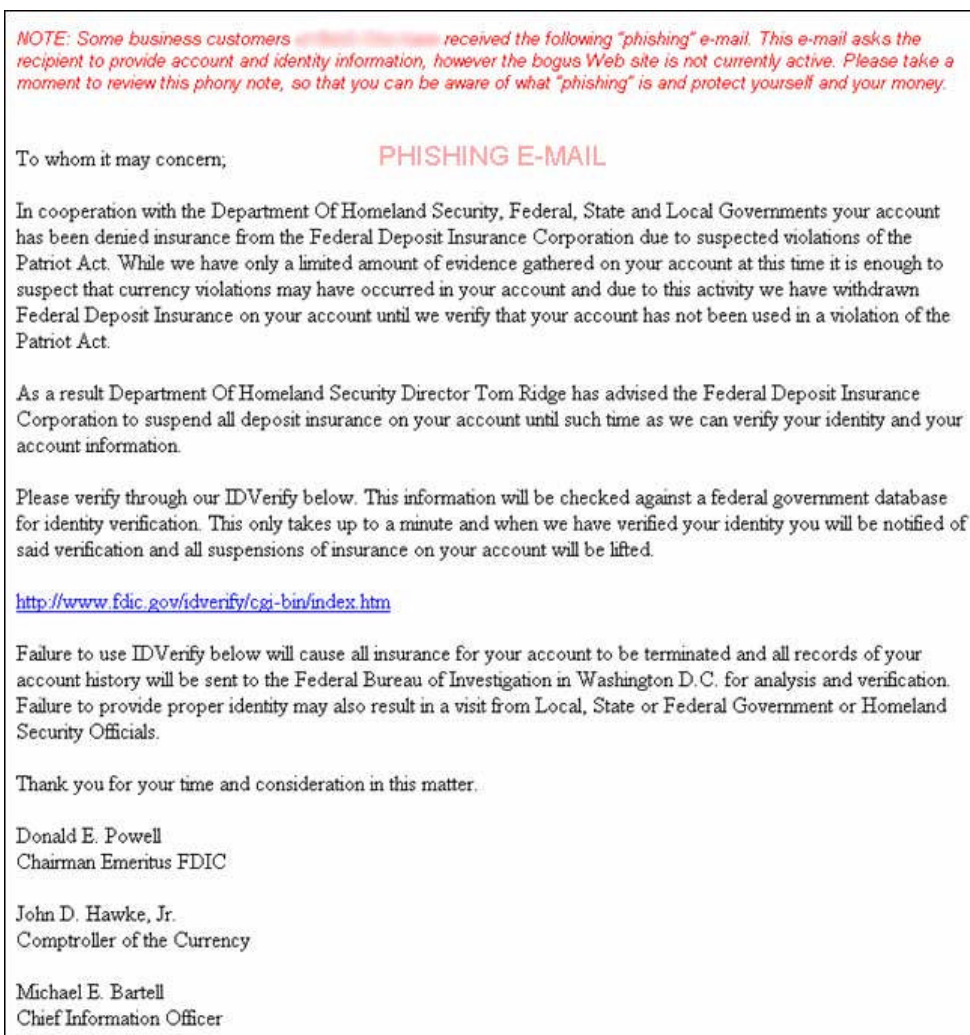 NOTE: Some business customers received the following "phishing" e-mail. This e-mail asks the
recipient to provide account and identity information, however the bogus Web site is not currently active. Please take a
moment to review this phony note, so that you can be aware of what "phishing" is and protect yourself and your money.
To whom it may concern;
PHISHING E-MAIL
In cooperation with the Department Of Homeland Security, Federal, State and Local Governments your account
has been denied insurance from the Federal Deposit Insurance Corporation due to suspected violations of the
Patriot Act. While we have only a limited amount of evidence gathered on your account at this time it is enough to
suspect that currency violations may have occurred in your account and due to this activity we have withdrawn
Federal Deposit Insurance on your account until we verify that your account has not been used in a violation of the
Patriot Act.
As a result Department Of Homeland Security Director Tom Ridge has advised the Federal Deposit Insurance
Corporation to suspend all deposit insurance on your account until such time as we can verify your identity and your
account information.
Please verify through our IDVerify below. This information will be checked against a federal government database
for identity verification. This only takes up to a minute and when we have verified your identity you will be notified of
said verification and all suspensions of insurance on your account will be lifted.
http://www.fdic.gov/idverify/cgi-bin/index.htm
Failure to use IDVerify below will cause all insurance for your account to be terminated and all records of your
account history will be sent to the Federal Bureau of Investigation in Washington D.C. for analysis and verification.
Failure to provide proper identity may also result in a visit from Local, State or Federal Government or Homeland
Security Officials.
Thank you for your time and consideration in this matter.
Donald E. Powell
Chairman Emeritus FDIC
John D. Hawke, Jr.
Comptroller of the Currency
Michael E. Bartell
Chief Information Officer